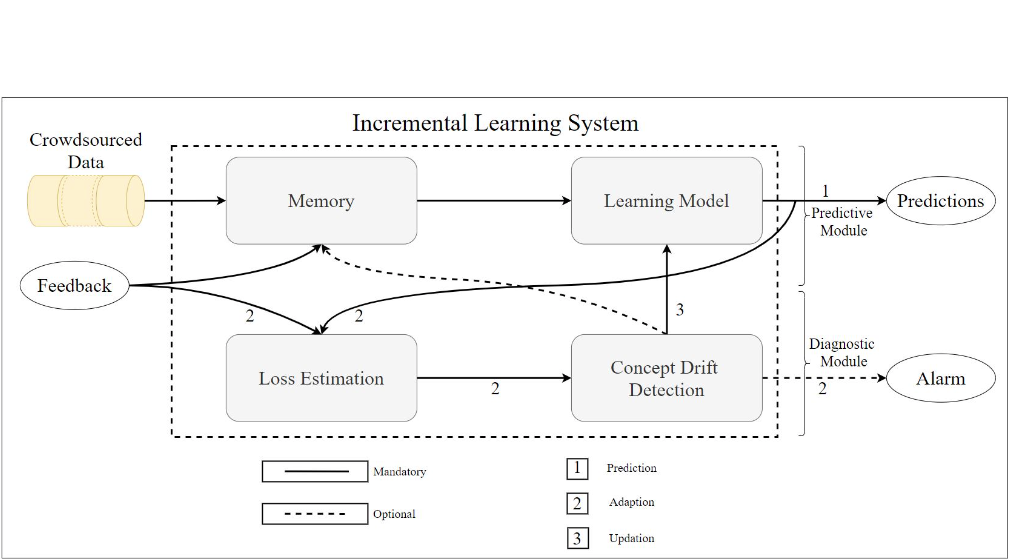 Incremental Learning System
Crowdsourced
Data
Memory
Learning Model
1
Predictions
Predictive
Module
Feedback
2
2
3
Loss Estimation
2
Concept Drift
Detection
Diagnostic
Module
2
Alarm
Mandatory
Optional
1 Prediction
2 Adaption
3 Updation